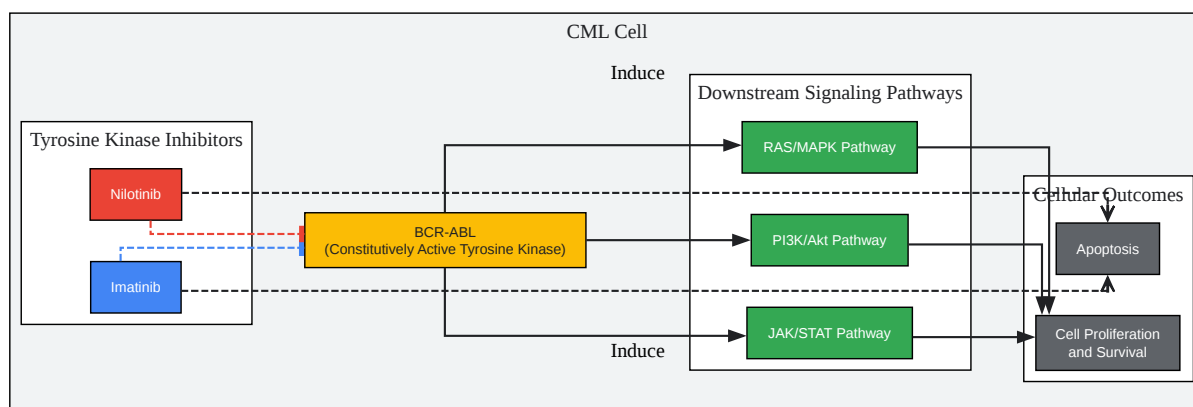 CML Cell
Induce
Downstream Signaling Pathways
Tyrosine Kinase Inhibitors
RAS/MAPK Pathway
Nilotinib
Cellular Outcomes
BCR-ABL
(Constitutively Active Tyrosine Kinase)
PI3K/Akt Pathway
Apoptosis
Imatinib
JAK/STAT Pathway
Cell Proliferation
and Survival
Induce